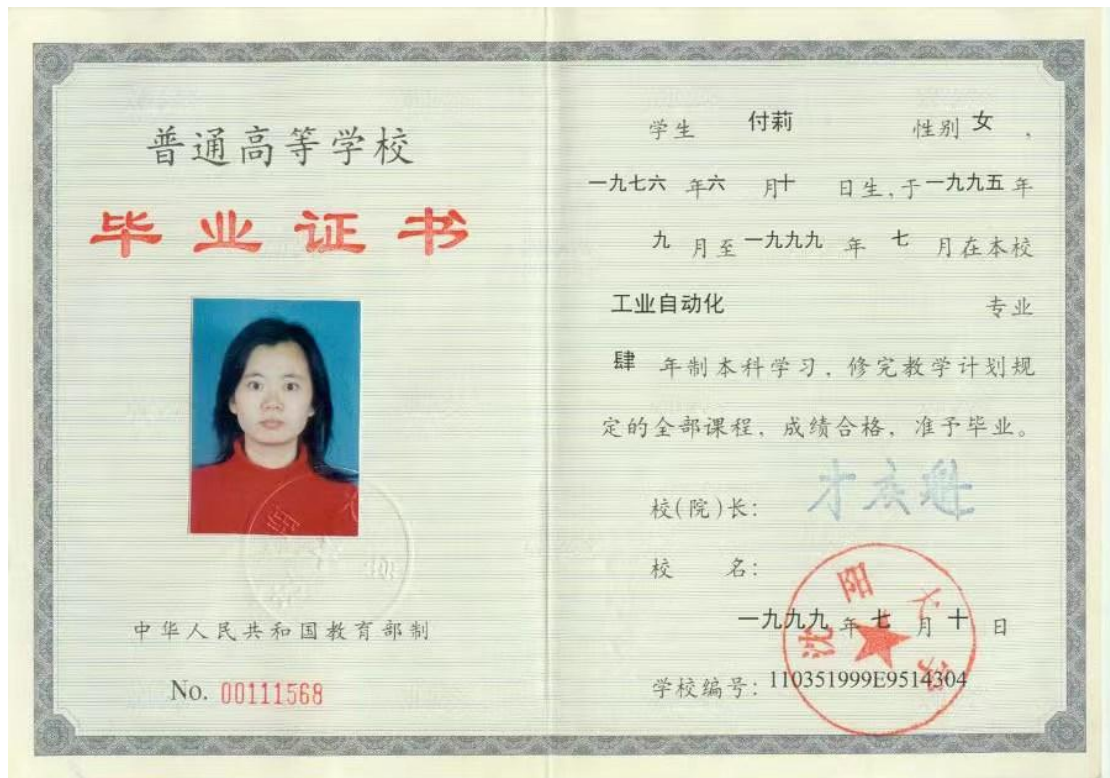 普通高等学校
毕业证书
中华人民共和国教育部制
No. 00111568
学生 付莉 性别 女 ，
一九七六 年六 月十 日生，于一九九五 年
九 月至一九九九 年 七 月在本校
工业自动化 专业
肆 年制本科学习，修完教学计划规
定的全部课程，成绩合格，准予毕业。
校(院)长：
校 名：
沈阳大学
一九九九 年 七 月 十 日
学校编号：110351999E9514304